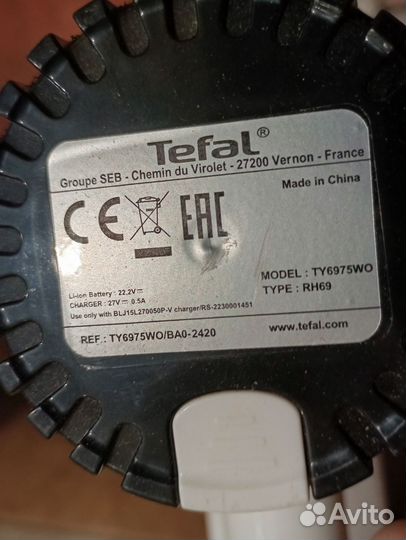 Tefal®
Groupe SEB - Chemin du Virolet - 27200 Vernon - France
Made in China
CE EAC
Li-Ion Battery : 22.2V
CHARGER : 27V 0.5A
Use only with BLJ15L270050P-V charger/RS-2230001451
MODEL : TY6975WO
TYPE : RH69
REF. : TY6975WO/BA0-2420
www.tefal.com
Avito